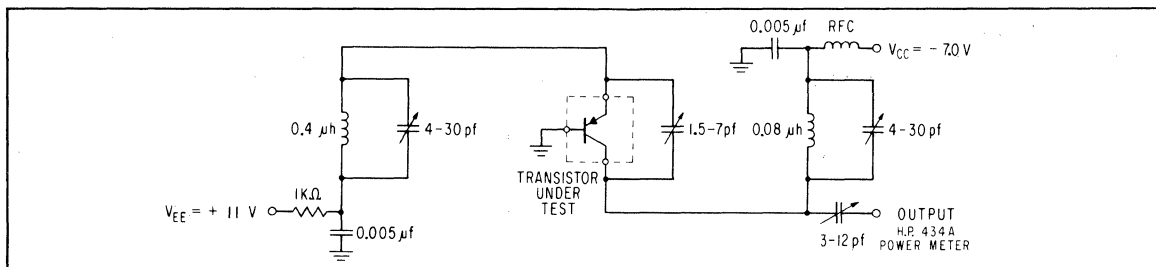 0.005 µf
RFC
V_CC = - 7.0 V
0.4 µh
4-30 pf
1.5-7pf
0.08 µh
4-30 pf
TRANSISTOR
UNDER
TEST
1KΩ
V_EE = + 11 V
0.005 µf
3-12 pf
OUTPUT
H.P. 434A
POWER METER